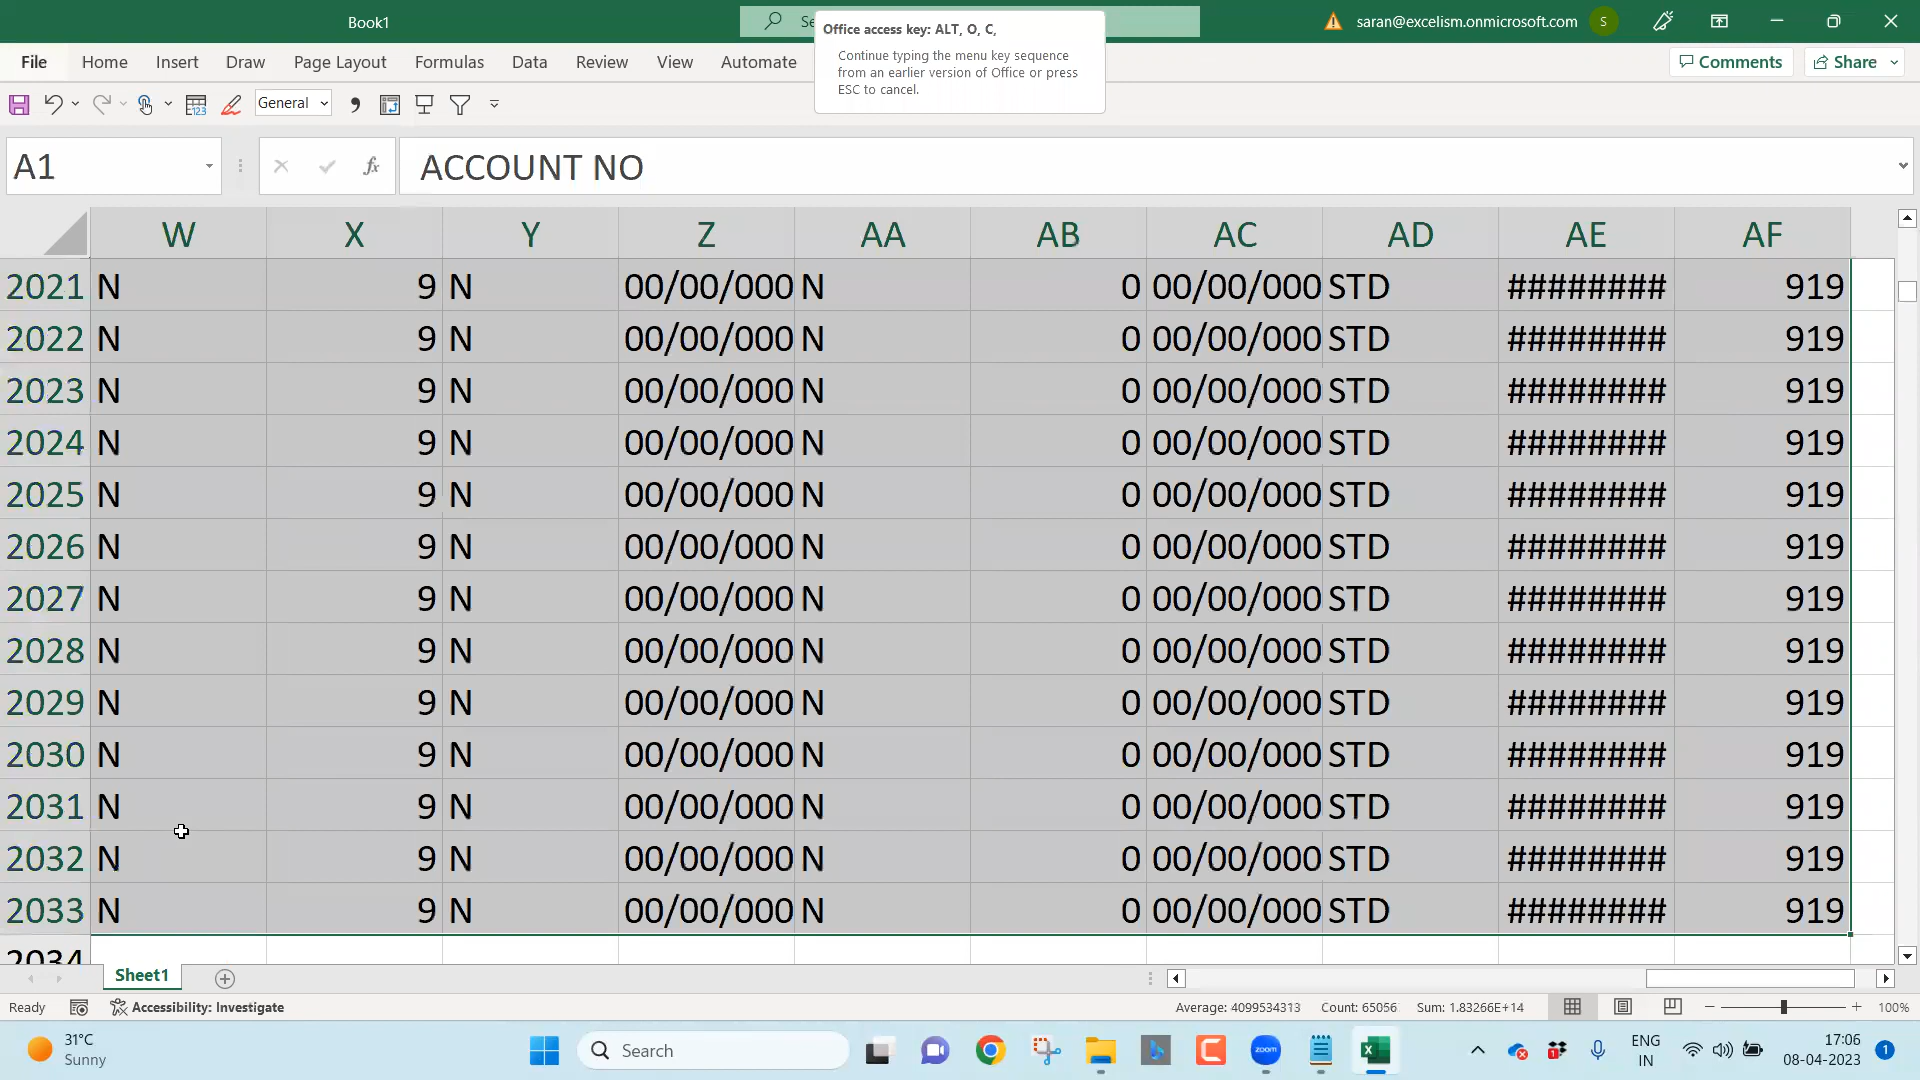 Book1
Se
saran@excelism.onmicrosoft.com
S
Office access key: ALT, O, C,
Continue typing the menu key sequence
from an earlier version of Office or press
ESC to cancel.
File Home Insert Draw Page Layout Formulas Data Review View Automate
Comments
Share
General
A1
fx
ACCOUNT NO
W X Y Z AA AB AC AD AE AF
2021 N 9 N 00/00/000 N 0 00/00/000 STD ######## 919
2022 N 9 N 00/00/000 N 0 00/00/000 STD ######## 919
2023 N 9 N 00/00/000 N 0 00/00/000 STD ######## 919
2024 N 9 N 00/00/000 N 0 00/00/000 STD ######## 919
2025 N 9 N 00/00/000 N 0 00/00/000 STD ######## 919
2026 N 9 N 00/00/000 N 0 00/00/000 STD ######## 919
2027 N 9 N 00/00/000 N 0 00/00/000 STD ######## 919
2028 N 9 N 00/00/000 N 0 00/00/000 STD ######## 919
2029 N 9 N 00/00/000 N 0 00/00/000 STD ######## 919
2030 N 9 N 00/00/000 N 0 00/00/000 STD ######## 919
2031 N 9 N 00/00/000 N 0 00/00/000 STD ######## 919
2032 N 9 N 00/00/000 N 0 00/00/000 STD ######## 919
2033 N 9 N 00/00/000 N 0 00/00/000 STD ######## 919
2034
Sheet1
Ready
Accessibility: Investigate
Average: 4099534313 Count: 65056 Sum: 1.83266E+14
100%
31°C
Sunny
Search
zoom
1
ENG
IN
17:06
08-04-2023
1